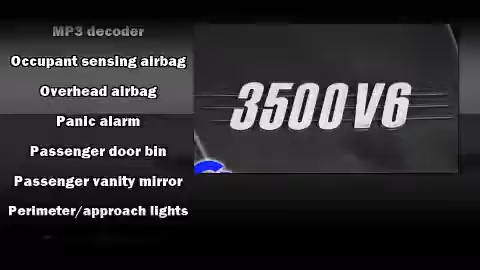 MP3 decoder
Occupant sensing airbag
Overhead airbag
Panic alarm
Passenger door bin
Passenger vanity mirror
Perimeter/approach lights
3500 V6